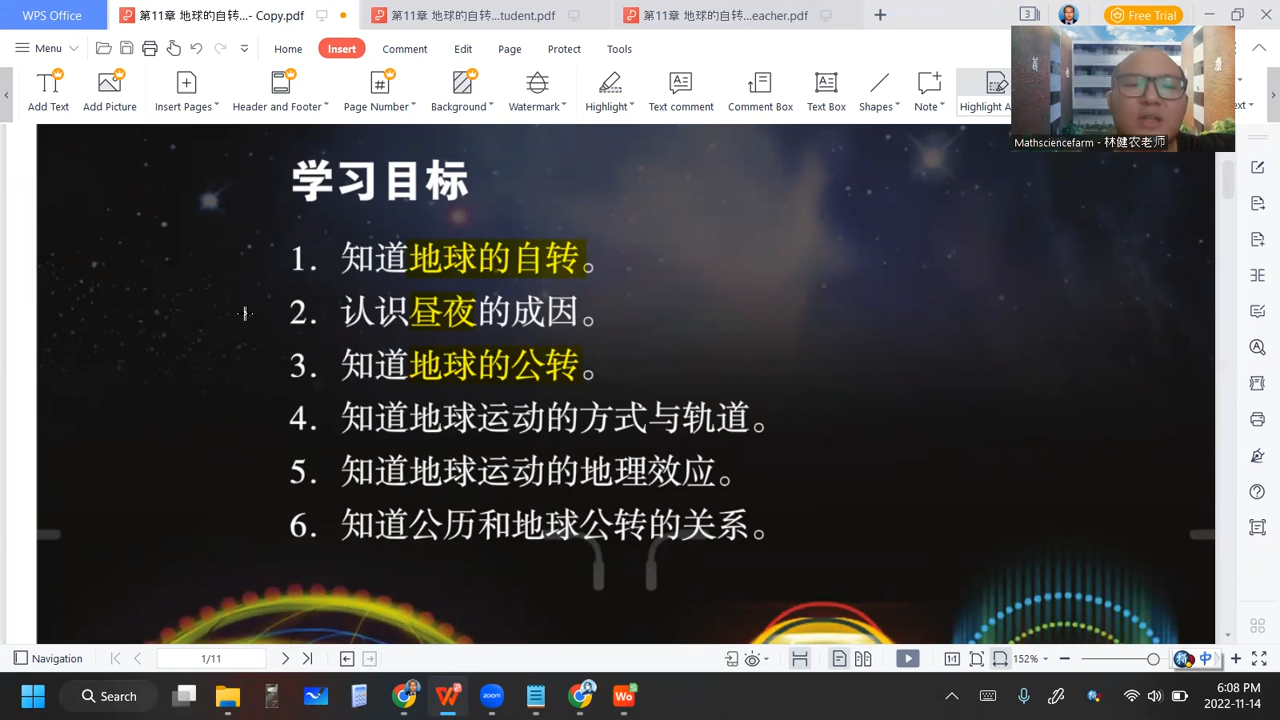 WPS Office
第11章 地球的自转...- Copy.pdf
第11章 地球的自转...tudent.pdf
第11章 地球的自转...eacher.pdf
3
Free Trial
Menu
Home
Insert
Comment
Edit
Page
Protect
Tools
Add Text
Add Picture
Insert Pages
Header and Footer
Page Number
Background
Watermark
Highlight
Text comment
Comment Box
Text Box
Shapes
Note
Highlight A
Mathsciencefarm - 林健农老师
学习目标
1. 知道地球的自转。
2. 认识昼夜的成因。
3. 知道地球的公转。
4. 知道地球运动的方式与轨道。
5. 知道地球运动的地理效应。
6. 知道公历和地球公转的关系。
Navigation
1/11
1:1
152%
中
Search
zoom
Wo
6:08 PM
2022-11-14